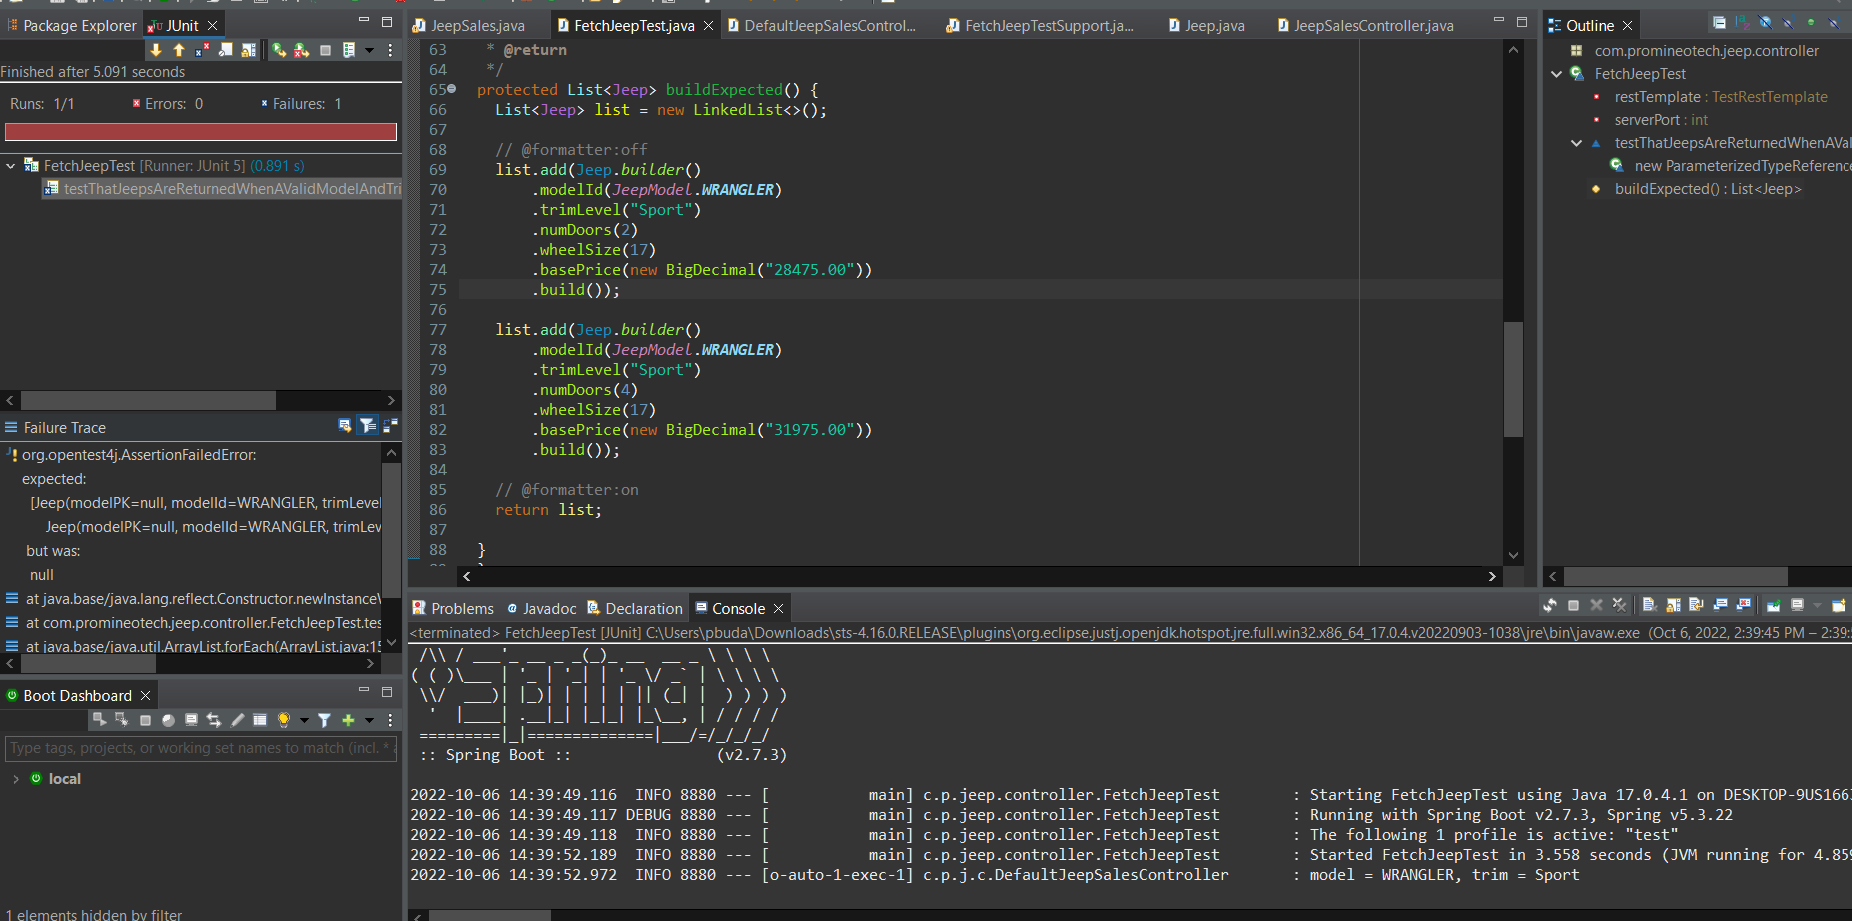 Package Explorer
JUnit
Finished after 5.091 seconds
Runs: 1/1
Errors: 0
Failures: 1
FetchJeepTest [Runner: JUnit 5] (0.891 s)
testThatJeepsAreReturnedWhenAValidModelAndTri
Failure Trace
org.opentest4j.AssertionFailedError:
expected:
[Jeep(modelPK=null, modelId=WRANGLER, trimLevel
Jeep(modelPK=null, modelId=WRANGLER, trimLev
but was:
null
at java.base/java.lang.reflect.Constructor.newInstance
at com.promineotech.jeep.controller.FetchJeepTest.tes
at java.base/java.util.ArrayList.forEach(ArrayList.java:15
Boot Dashboard
Type tags, projects, or working set names to match (incl. *
local
1 elements hidden by filter
JeepSales.java
FetchJeepTest.java
DefaultJeepSalesControl...
FetchJeepTestSupport.ja...
Jeep.java
JeepSalesController.java
63 * @return
64 */
65 protected List<Jeep> buildExpected() {
66 List<Jeep> list = new LinkedList<>();
67
68 // @formatter:off
69 list.add(Jeep.builder()
70 .modelId(JeepModel.WRANGLER)
71 .trimLevel("Sport")
72 .numDoors(2)
73 .wheelSize(17)
74 .basePrice(new BigDecimal("28475.00"))
75 .build());
76
77 list.add(Jeep.builder()
78 .modelId(JeepModel.WRANGLER)
79 .trimLevel("Sport")
80 .numDoors(4)
81 .wheelSize(17)
82 .basePrice(new BigDecimal("31975.00"))
83 .build());
84
85 // @formatter:on
86 return list;
87
88 }
Outline
com.promineotech.jeep.controller
FetchJeepTest
restTemplate : TestRestTemplate
serverPort : int
testThatJeepsAreReturnedWhenAVal
new ParameterizedTypeReference
buildExpected() : List<Jeep>
Problems
Javadoc
Declaration
Console
<terminated> FetchJeepTest [JUnit] C:\Users\pbuda\Downloads\sts-4.16.0.RELEASE\plugins\org.eclipse.justj.openjdk.hotspot.jre.full.win32.x86_64_17.0.4.v20220903-1038\jre\bin\javaw.exe (Oct 6, 2022, 2:39:45 PM – 2:39:
:: Spring Boot :: (v2.7.3)
2022-10-06 14:39:49.116 INFO 8880 --- [ main] c.p.jeep.controller.FetchJeepTest : Starting FetchJeepTest using Java 17.0.4.1 on DESKTOP-9US166
2022-10-06 14:39:49.117 DEBUG 8880 --- [ main] c.p.jeep.controller.FetchJeepTest : Running with Spring Boot v2.7.3, Spring v5.3.22
2022-10-06 14:39:49.118 INFO 8880 --- [ main] c.p.jeep.controller.FetchJeepTest : The following 1 profile is active: "test"
2022-10-06 14:39:52.189 INFO 8880 --- [ main] c.p.jeep.controller.FetchJeepTest : Started FetchJeepTest in 3.558 seconds (JVM running for 4.859
2022-10-06 14:39:52.972 INFO 8880 --- [o-auto-1-exec-1] c.p.j.c.DefaultJeepSalesController : model = WRANGLER, trim = Sport